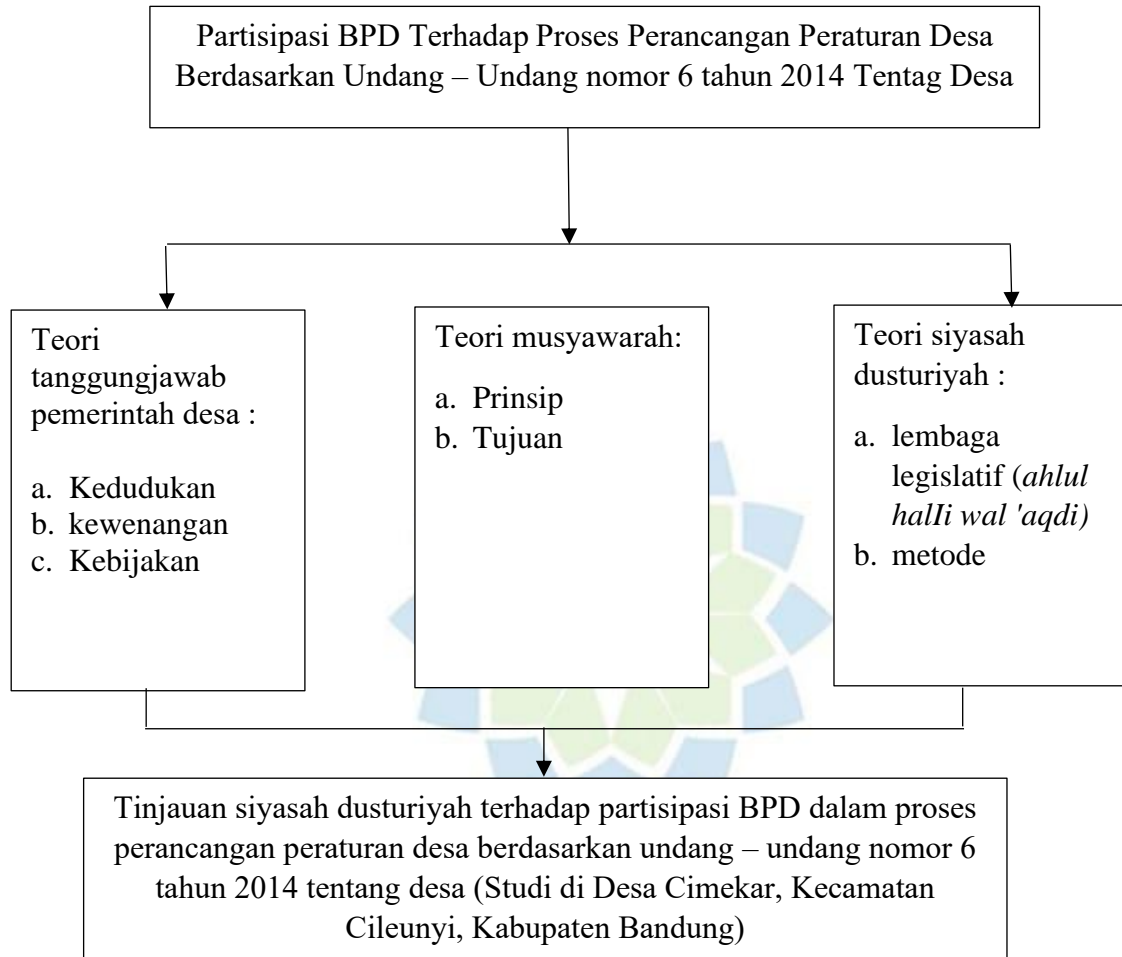 Partisipasi BPD Terhadap Proses Perancangan Peraturan Desa
Berdasarkan Undang – Undang nomor 6 tahun 2014 Tentag Desa
Teori
tanggungjawab
pemerintah desa :
a. Kedudukan
b. kewenangan
c. Kebijakan
Teori musyawarah:
a. Prinsip
b. Tujuan
Teori siyasah
dusturiyah :
a. lembaga
legislatif (ahlul
halIi wal 'aqdi)
b. metode
Tinjauan siyasah dusturiyah terhadap partisipasi BPD dalam proses
perancangan peraturan desa berdasarkan undang – undang nomor 6
tahun 2014 tentang desa (Studi di Desa Cimekar, Kecamatan
Cileunyi, Kabupaten Bandung)